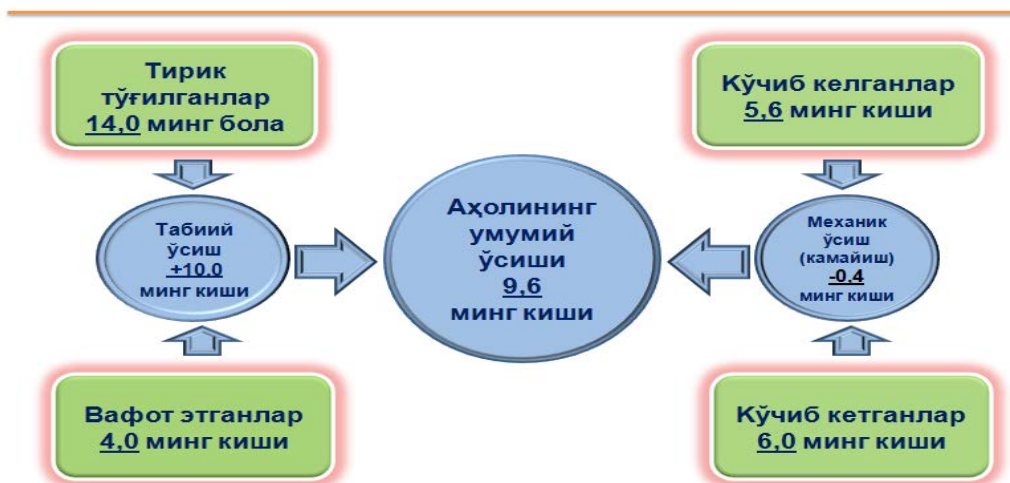 Тирик
тўғилганлар
14,0 минг бола
Кўчиб келганлар
5,6 минг киши
Табиий
ўсиш
+10,0
минг киши
Аҳолининг
умумий
ўсиши
9,6
минг киши
Механик
ўсиш
(камайиш)
-0,4
минг киши
Вафот этганлар
4,0 минг киши
Кўчиб кетганлар
6,0 минг киши